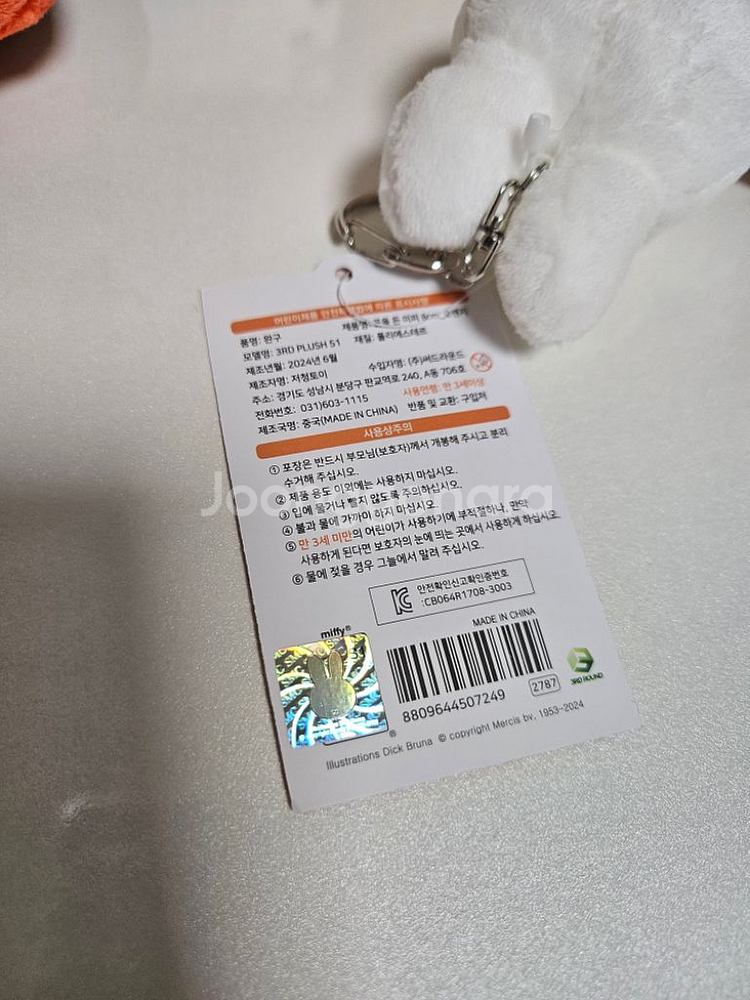 어린이제품 안전특별법에 따른 표시사항
품명: 완구
모델명: 3RD PLUSH 51
제조년월: 2024년 6월
제조자명: 저청토이
주소: 경기도 성남시 분당구 판교역로 240, A동 706호
전화번호: 031)603-1115
제조국명: 중국(MADE IN CHINA)
제품명: 미피 8cm_오렌지
재질: 폴리에스테르
수입자명: (주)써드라운드
사용연령: 만 3세이상
반품 및 교환: 구입처
사용상주의
① 포장은 반드시 부모님(보호자)께서 개봉해 주시고 분리
수거해 주십시오.
② 제품 용도 이외에는 사용하지 마십시오.
③ 입에 물거나 빨지 않도록 주의하십시오.
④ 불과 물에 가까이 하지 마십시오.
⑤ 만 3세 미만의 어린이가 사용하기에 부적절하나, 만약
사용하게 된다면 보호자의 눈에 띄는 곳에서 사용하게 하십시오.
⑥ 물에 젖을 경우 그늘에서 말려 주십시오.
안전확인신고확인증번호
:CB064R1708-3003
miffy®
MADE IN CHINA
8809644507249
2787
3RD ROUND
Illustrations Dick Bruna © copyright Mercis bv, 1953-2024
Joonggonara